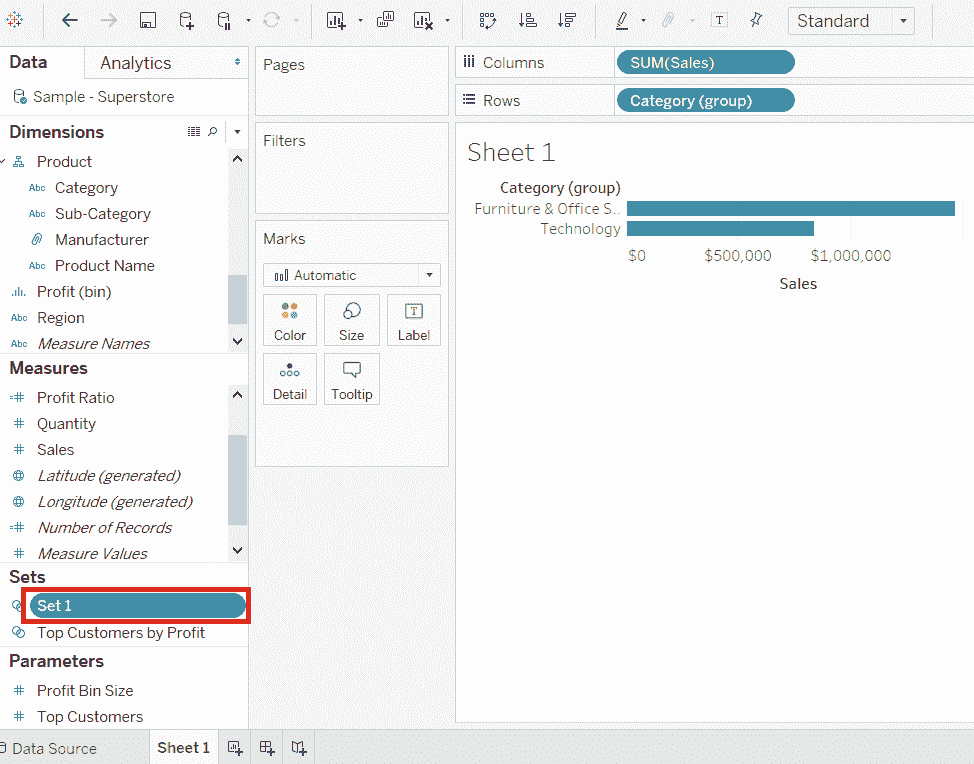 Standard
Data
Analytics
Sample - Superstore
Dimensions
Product
Abc Category
Abc Sub-Category
Manufacturer
Abc Product Name
Profit (bin)
Abc Region
Abc Measure Names
Measures
=# Profit Ratio
# Quantity
# Sales
Latitude (generated)
Longitude (generated)
=# Number of Records
# Measure Values
Sets
Set 1
Top Customers by Profit
Parameters
# Profit Bin Size
# Top Customers
Pages
Filters
Marks
Automatic
Color
Size
T
Label
Detail
Tooltip
Columns
SUM(Sales)
Rows
Category (group)
Sheet 1
Category (group)
Furniture & Office S..
Technology
$0 $500,000 $1,000,000
Sales
Data Source
Sheet 1